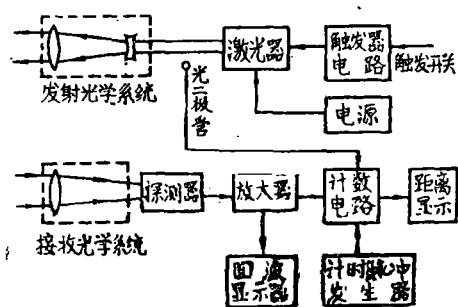 激光器
触发器
电路
触发开关
发射光学系统
光二极管
电源
探测器
放大器
计数
电路
距离
显示
接收光学系统
回波
显示器
计时脉冲
发生路